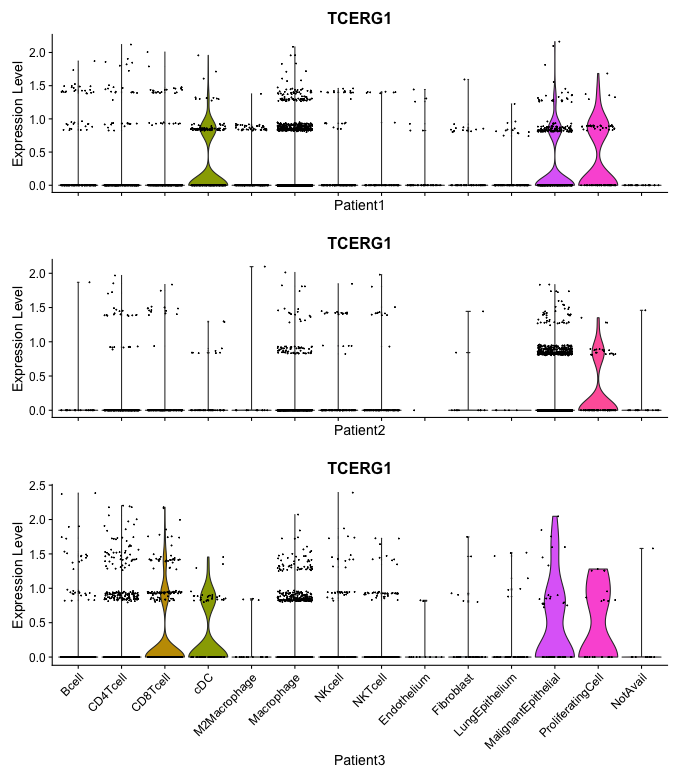 TCERG1
Expression Level
2.0
1.5
1.0
0.5
0.0
Patient1
TCERG1
Expression Level
2.0
1.5
1.0
0.5
0.0
Patient2
TCERG1
Expression Level
2.5
2.0
1.5
1.0
0.5
0.0
Bcell
CD4Tcell
CD8Tcell
cDC
M2Macrophage
Macrophage
NKcell
NKTcell
Endothelium
Fibroblast
LungEpithelium
MalignantEpithelial
ProliferatingCell
NotAvail
Patient3